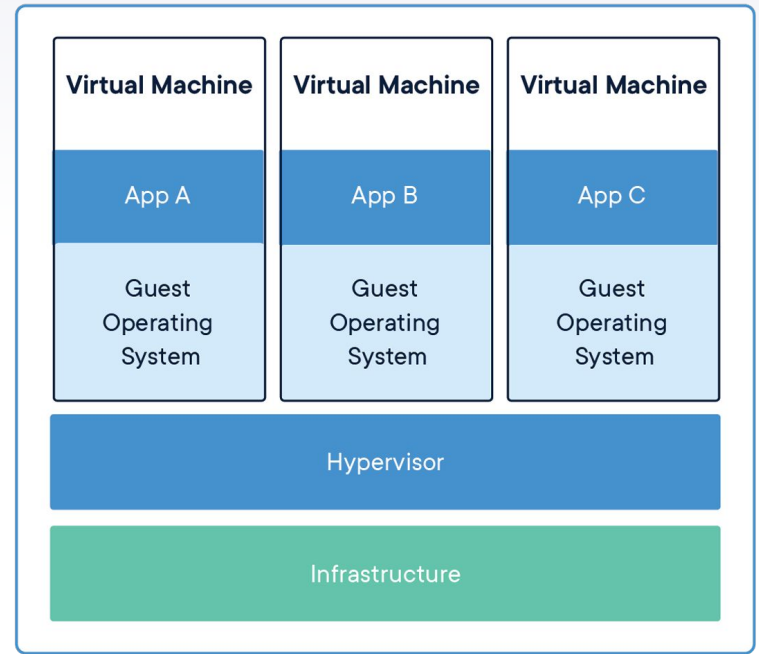 Virtual Machine
Virtual Machine
Virtual Machine
App A
App B
App C
Guest
Operating
System
Guest
Operating
System
Guest
Operating
System
Hypervisor
Infrastructure